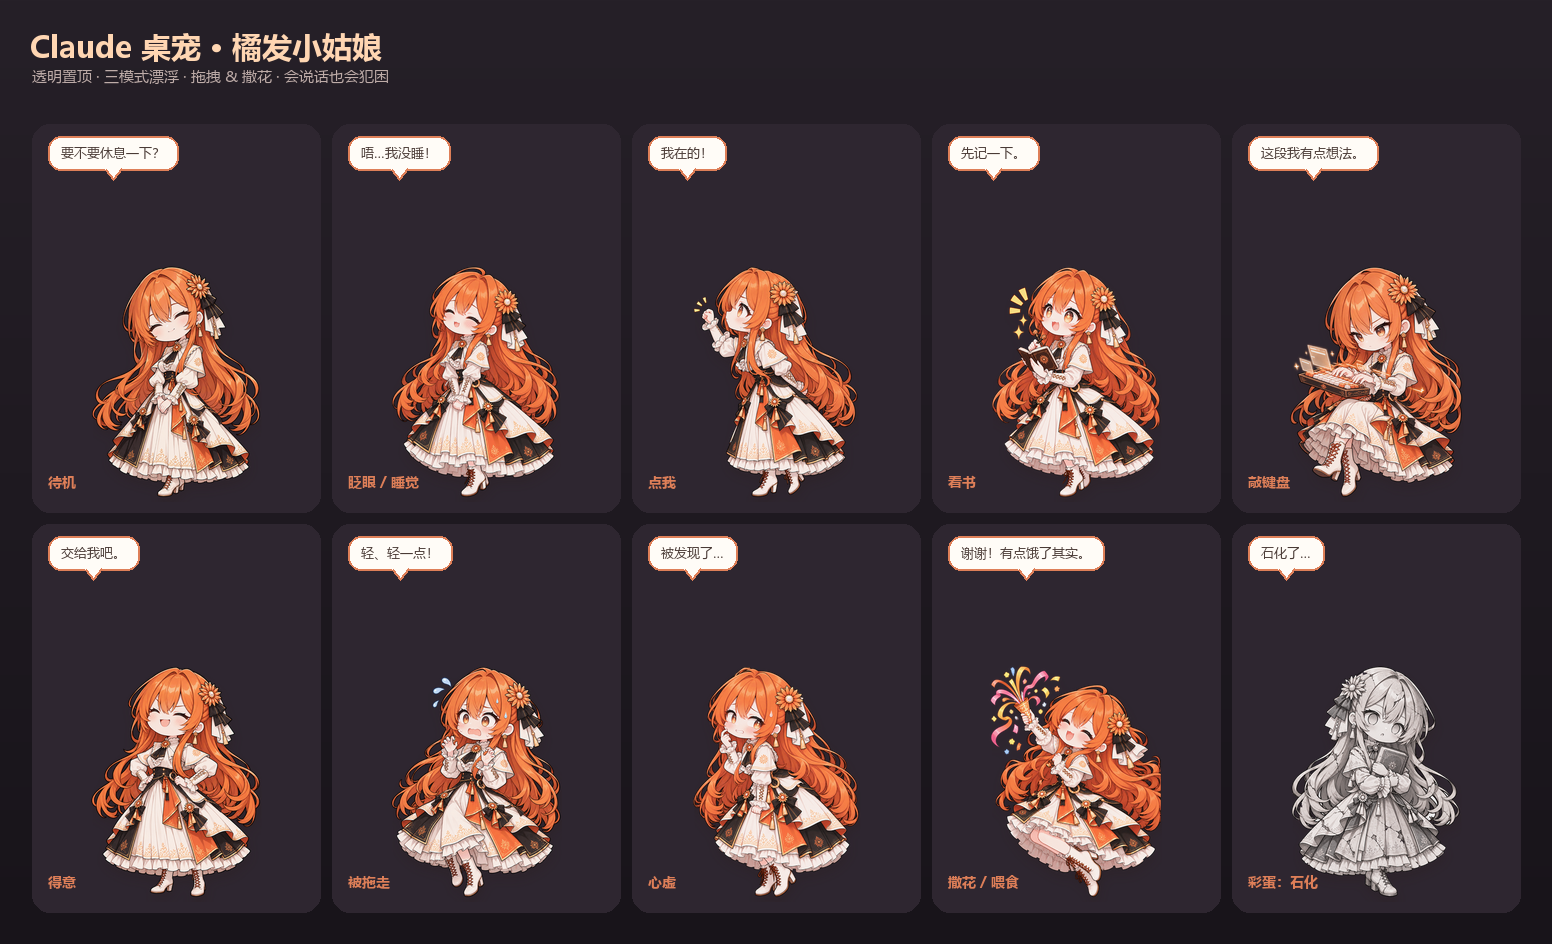 Claude 桌宠 • 橘发小姑娘
透明置顶 · 三模式漂浮 · 拖拽 & 撒花 · 会说话也会犯困
要不要休息一下？
唔…我没睡！
我在的！
先记一下。
这段我有点想法。
待机
眨眼 / 睡觉
点我
看书
敲键盘
交给我吧。
轻、轻一点！
被发现了…
谢谢！有点饿了其实。
石化了…
得意
被拖走
心虚
撒花 / 喂食
彩蛋：石化